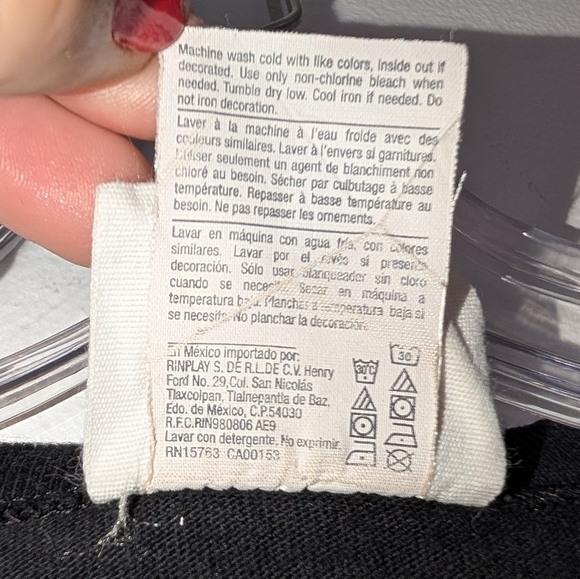 Machine wash cold with like colors, Inside out if
decorated. Use only non-chlorine bleach when
needed. Tumble dry low. Cool iron if needed. Do
not iron decoration.
Laver à la machine à l'eau froide avec des
couleurs similaires. Laver à l'envers si garnitures.
Utiliser seulement un agent de blanchiment non
chloré au besoin. Sécher par culbutage à basse
température. Repasser à basse température au
besoin. Ne pas repasser les ornements.
Lavar en máquina con agua fría, con colores
similares. Lavar por el revés si presenta
decoración. Sólo usar blanqueador sin cloro
cuando se necesite. Secar en máquina a
temperatura baja. Planchar a temperatura baja si
se necesita. No planchar la decoración.
En México importado por:
RINPLAY S. DE R.L.DE C.V. Henry
Ford No. 29,Col. San Nicolás
Tlaxcolpan, Tlalnepantla de Baz,
Edo. de México, C.P.54030
R.F.C.RIN980806 AE9
Lavar con detergente. No exprimir.
RN15763 CA00153
30°C
30